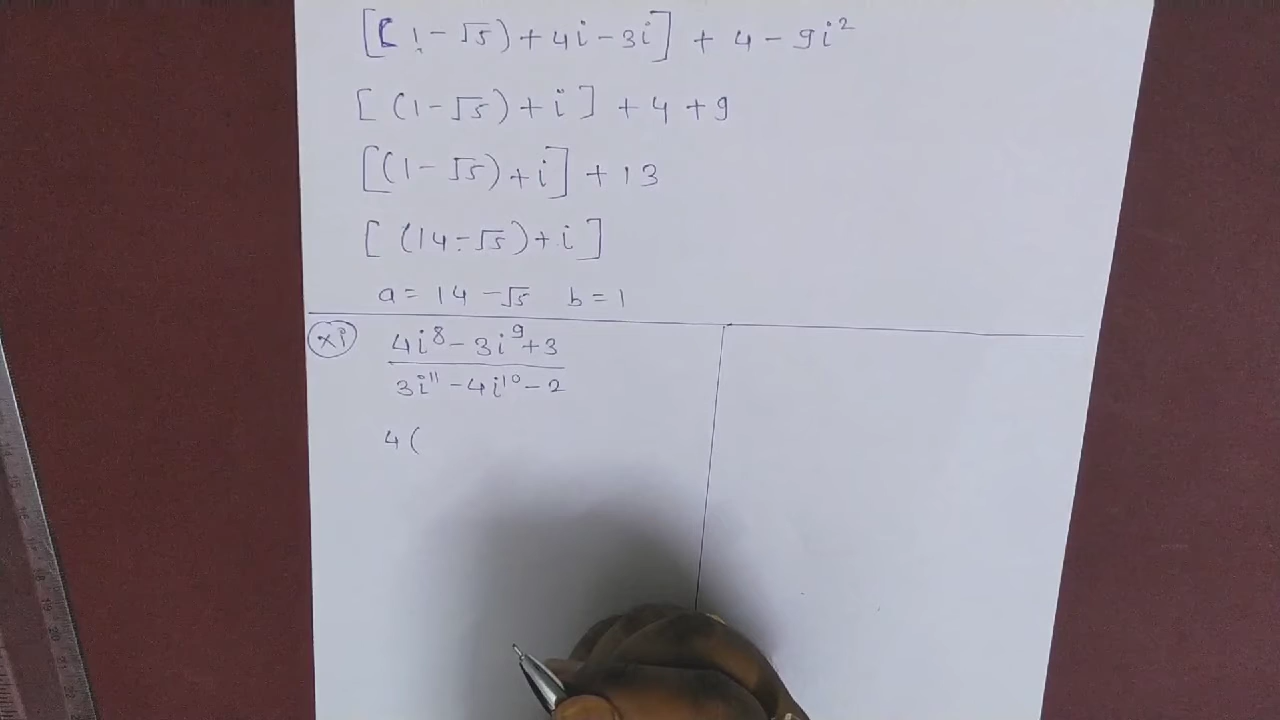 [(1-√5)+4i-3i] + 4 - 9i²
[(1-√5)+i] + 4 + 9
[(1-√5)+i] + 13
[(14-√5)+i]
a = 14 - √5 b = 1
xi 4i⁸ - 3i⁹ + 3
3i¹¹ - 4i¹⁰ - 2
4(